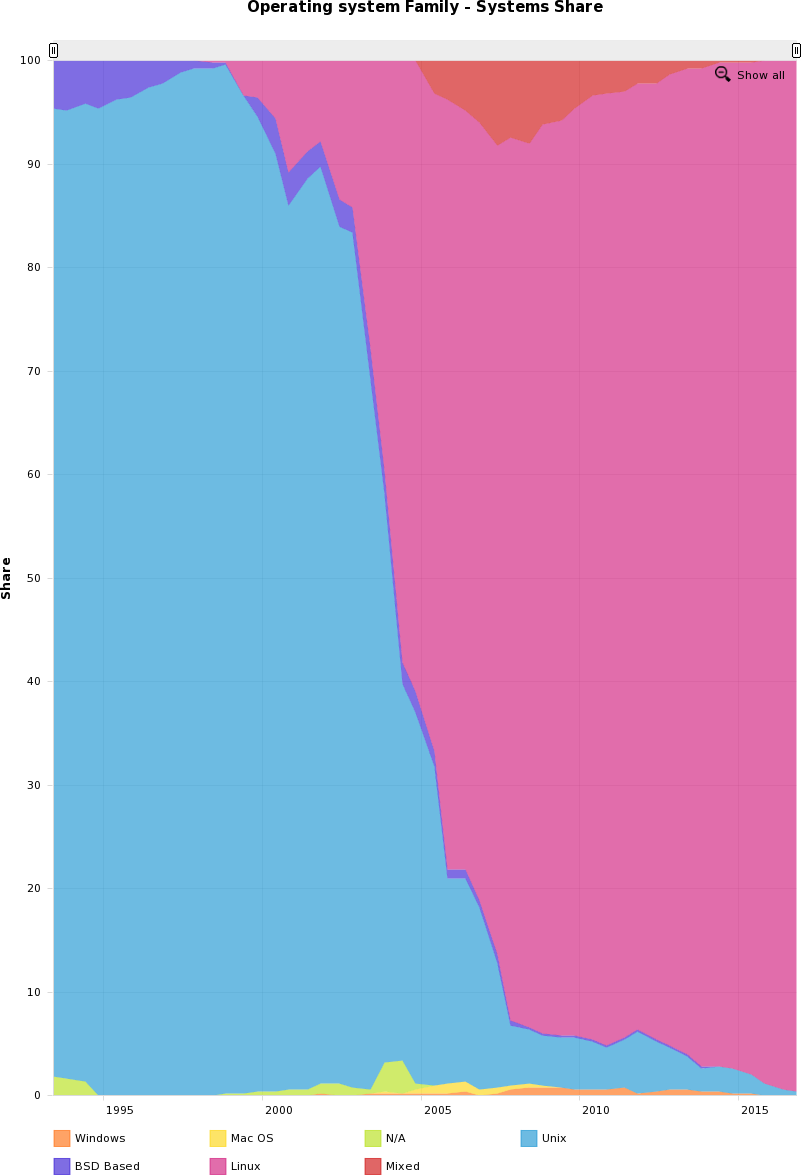 Operating system Family - Systems Share
Show all
100
90
80
70
60
50
40
30
20
10
0
Share
1995 2000 2005 2010 2015
Windows Mac OS N/A Unix
BSD Based Linux Mixed